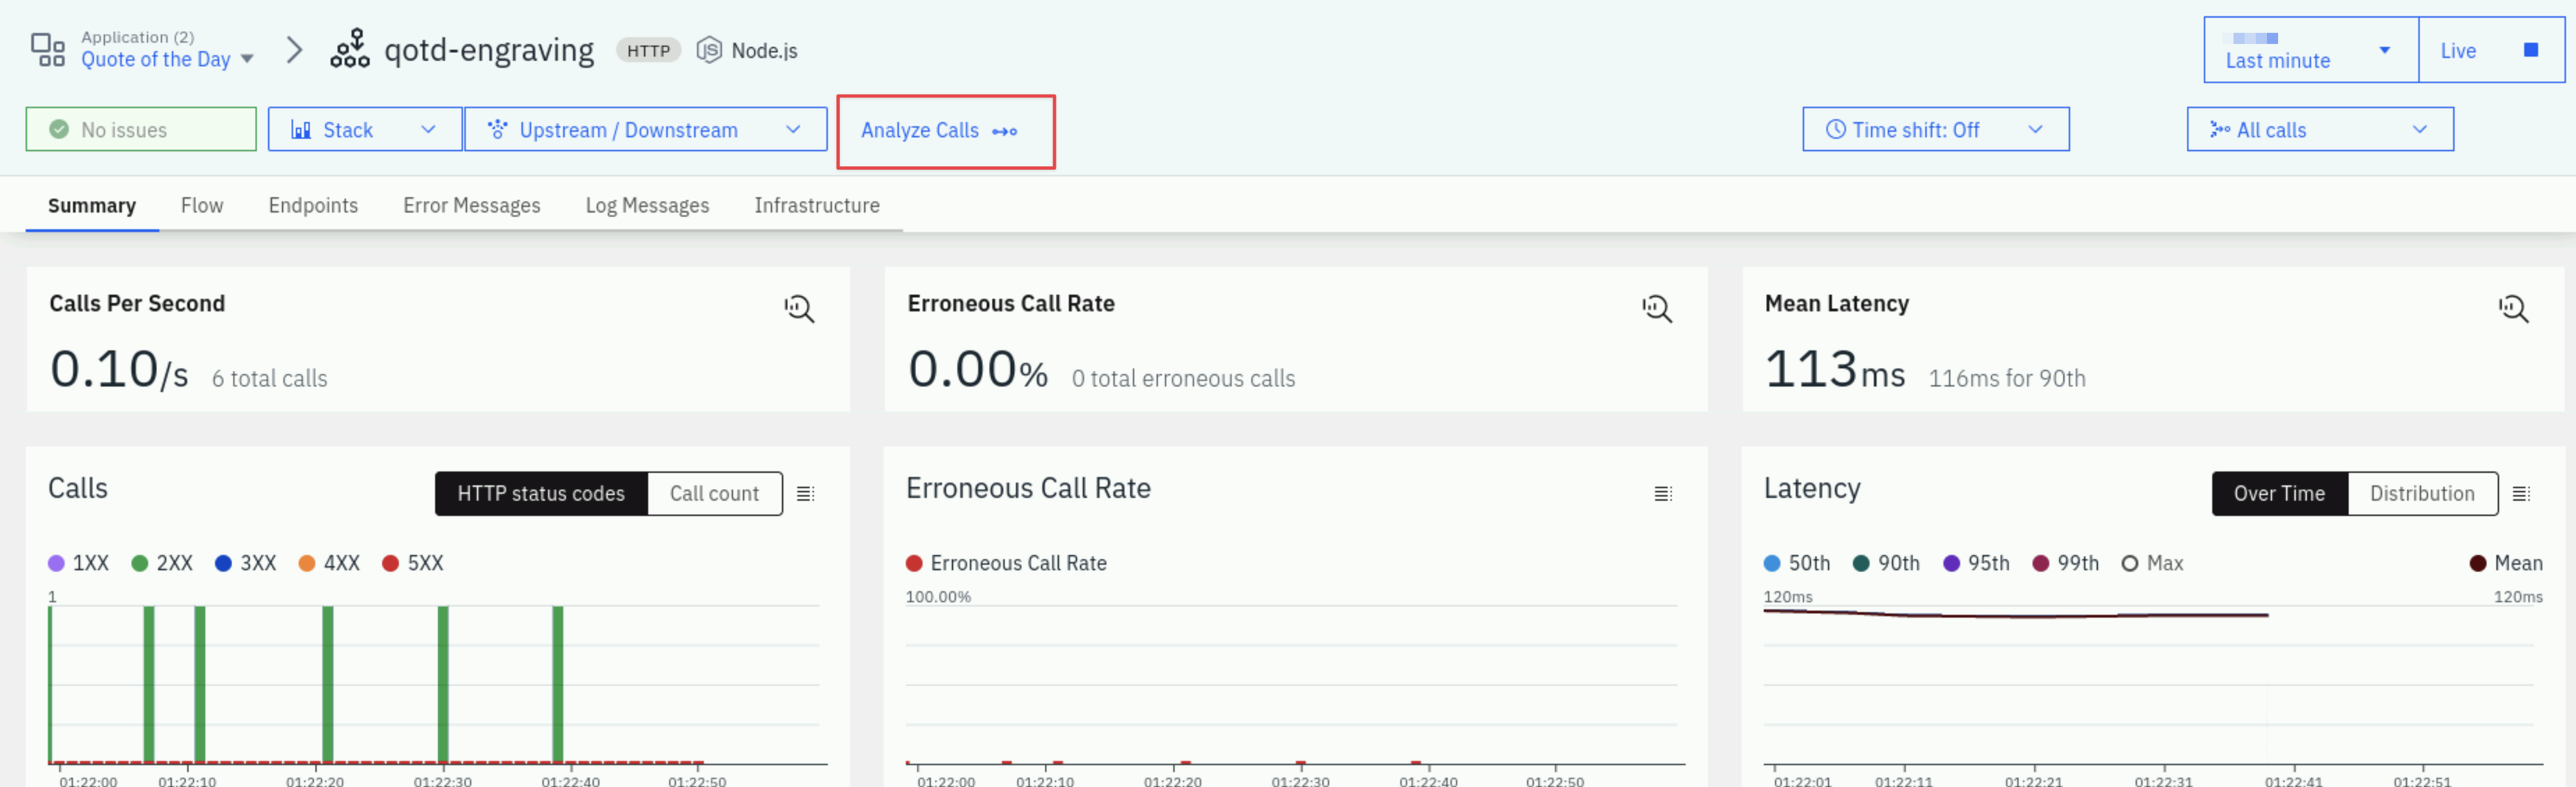 Application (2)
Quote of the Day
qotd-engraving HTTP JS Node.js
Last minute
Live
No issues
Stack
Upstream / Downstream
Analyze Calls
Time shift: Off
All calls
Summary Flow Endpoints Error Messages Log Messages Infrastructure
Calls Per Second
0.10/s 6 total calls
Erroneous Call Rate
0.00% 0 total erroneous calls
Mean Latency
113ms 116ms for 90th
Calls
HTTP status codes Call count
1XX 2XX 3XX 4XX 5XX
1
01:22:00 01:22:10 01:22:20 01:22:30 01:22:40 01:22:50
Erroneous Call Rate
Erroneous Call Rate
100.00%
01:22:00 01:22:10 01:22:20 01:22:30 01:22:40 01:22:50
Latency
Over Time Distribution
50th 90th 95th 99th Max Mean
120ms 120ms
01:22:01 01:22:11 01:22:21 01:22:31 01:22:41 01:22:51